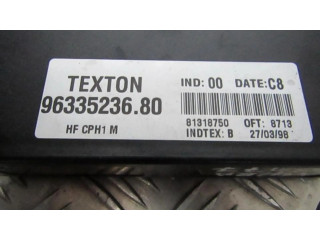 TEXTON IND: 00 DATE: C8
96335236.80
81318750 OFT: 8713
HF CPH1 M INDTEX: B 27/03/98